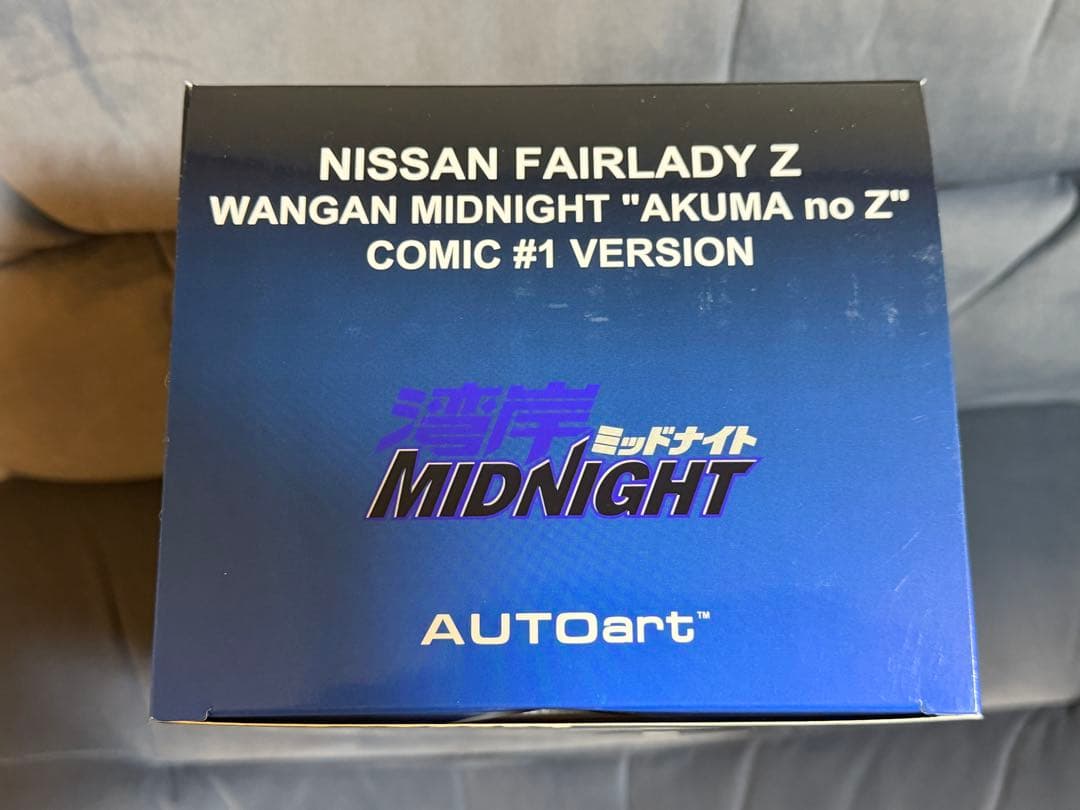 NISSAN FAIRLADY Z
WANGAN MIDNIGHT "AKUMA no Z"
COMIC #1 VERSION
湾岸
ミッドナイト
MIDNIGHT
AUTOart™